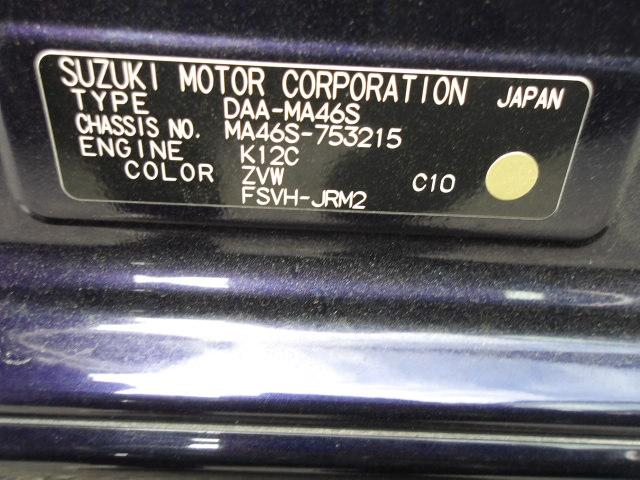 SUZUKI MOTOR CORPORATION JAPAN
TYPE DAA-MA46S
CHASSIS NO. MA46S-753215
ENGINE K12C
COLOR ZVW C10
FSVH-JRM2